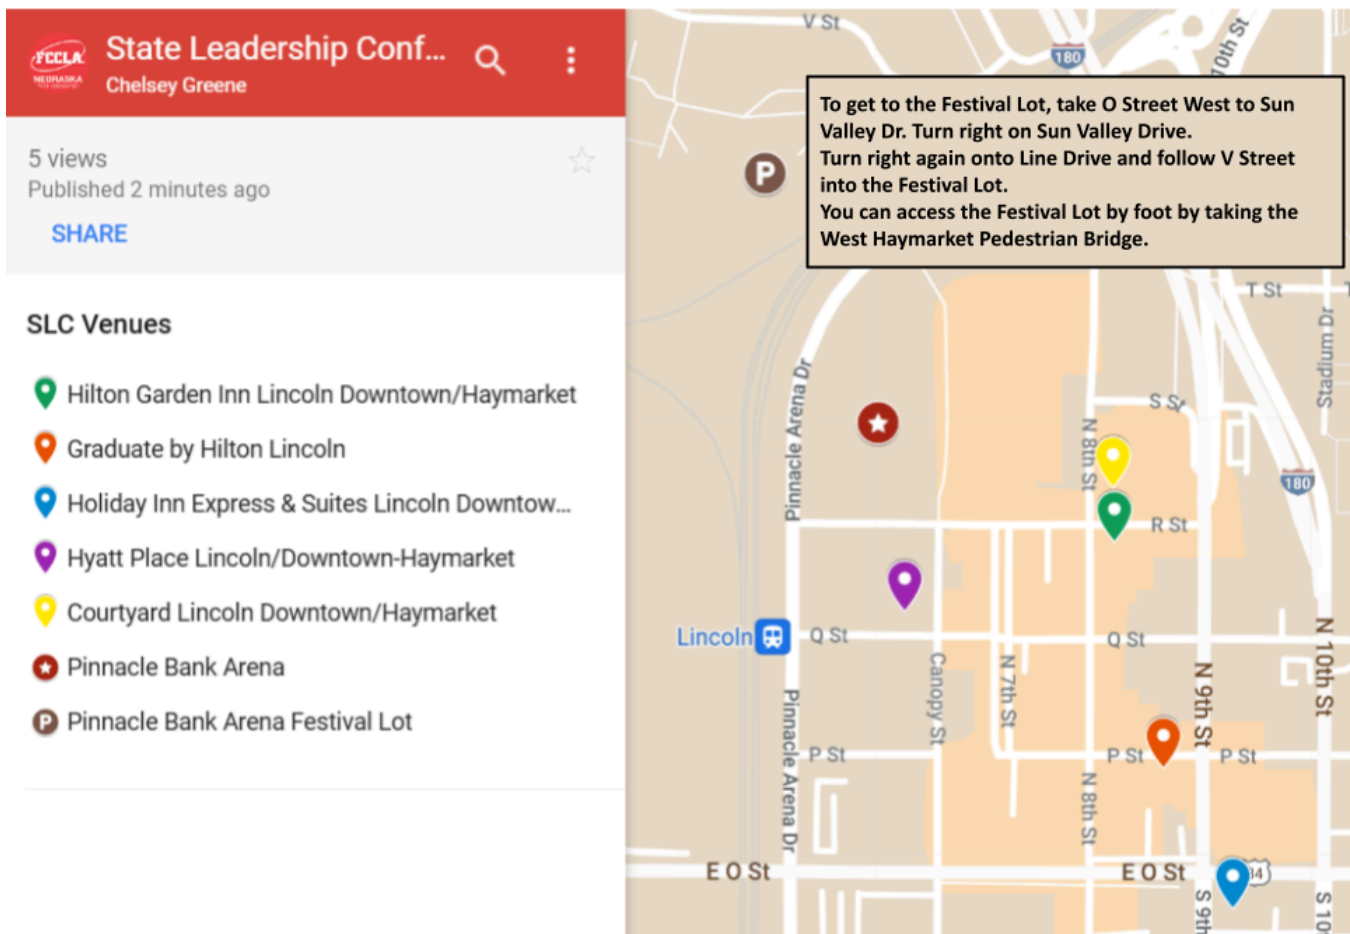 State Leadership Conf...
Chelsey Greene
FCCLA
NEBRASKA
5 views
Published 2 minutes ago
SHARE
SLC Venues
Hilton Garden Inn Lincoln Downtown/Haymarket
Graduate by Hilton Lincoln
Holiday Inn Express & Suites Lincoln Downtow...
Hyatt Place Lincoln/Downtown-Haymarket
Courtyard Lincoln Downtown/Haymarket
Pinnacle Bank Arena
P Pinnacle Bank Arena Festival Lot
V St
180
10th St
P
To get to the Festival Lot, take O Street West to Sun
Valley Dr. Turn right on Sun Valley Drive.
Turn right again onto Line Drive and follow V Street
into the Festival Lot.
You can access the Festival Lot by foot by taking the
West Haymarket Pedestrian Bridge.
T St
T
Stadium Dr
Pinnacle Arena Dr
S St
N 8th St
180
R St
Lincoln
Q St
Q St
Canopy St
N 7th St
N 9th St
N 10th St
Pinnacle Arena Dr
P St
P St
P St
N 8th St
E O St
E O St
34
S 9th
S 10t